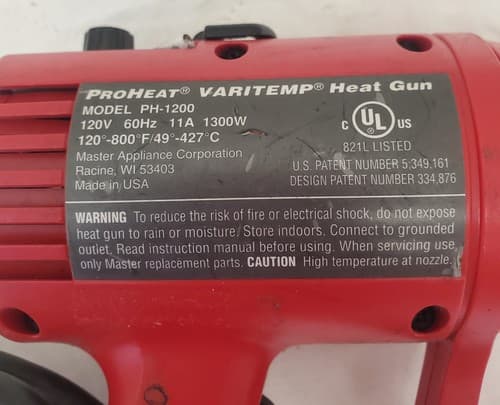 PROHEAT® VARITEMP® Heat Gun
MODEL PH-1200
120V 60Hz 11A 1300W
120°-800°F/49°-427°C
Master Appliance Corporation
Racine, WI 53403
Made in USA
C UL US
821L LISTED
U.S. PATENT NUMBER 5,349,161
DESIGN PATENT NUMBER 334,876
WARNING To reduce the risk of fire or electrical shock, do not expose
heat gun to rain or moisture. Store indoors. Connect to grounded
outlet. Read instruction manual before using. When servicing use
only Master replacement parts. CAUTION High temperature at nozzle.